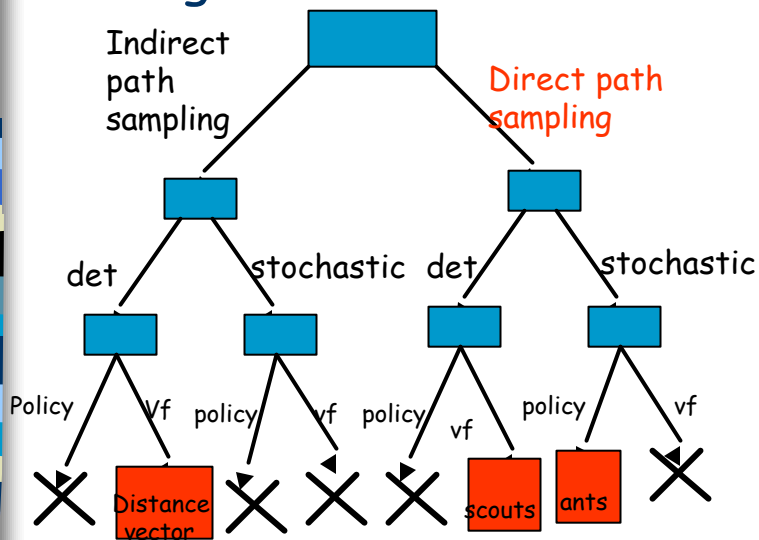 Indirect
path
sampling
Direct path
sampling
det
stochastic
det
stochastic
Policy
Vf
policy
vf
policy
vf
policy
vf
Distance
vector
scouts
ants